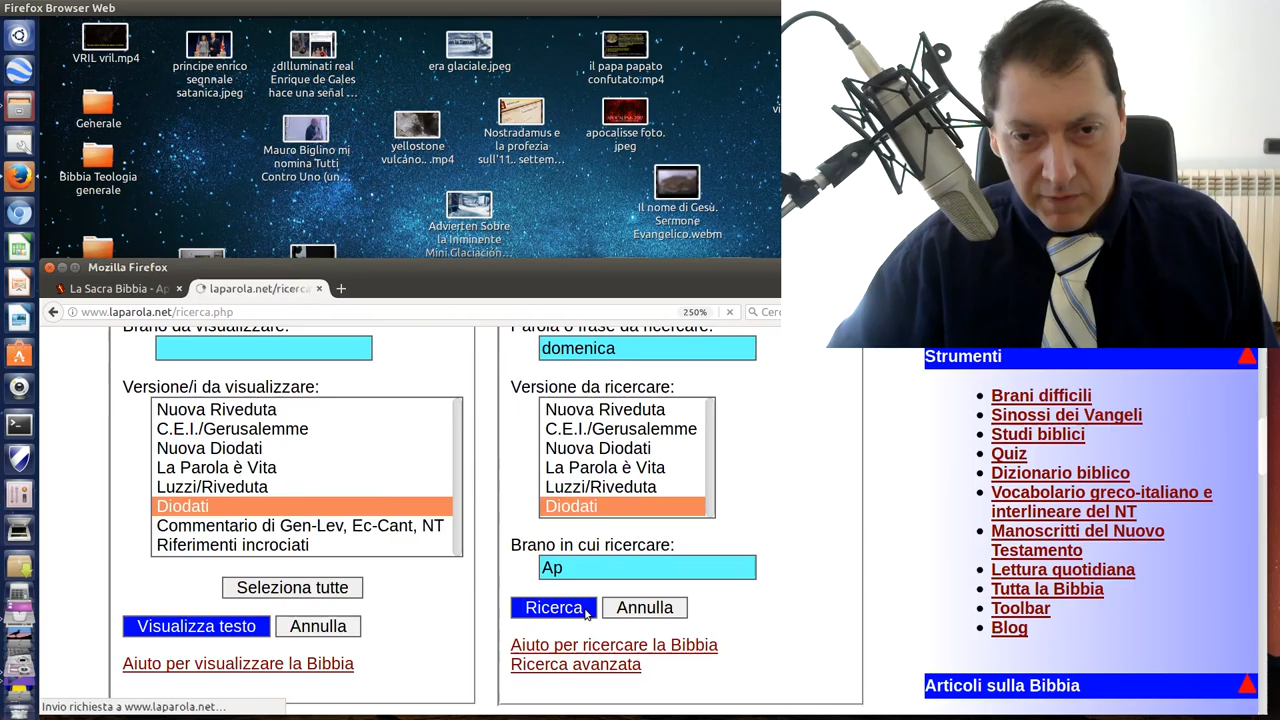 Firefox Browser Web
VRIL vril.mp4
principe enrico
segnnale
satanica.jpeg
¿dIlluminati real
Enrique de Gales
hace una señal ...
era glaciale.jpeg
il papa papato
confutato.mp4
Generale
Mauro Biglino mi
nomina Tutti
Contro Uno (un...
yellostone
vulcáno.. .mp4
Nostradamus e
la profezia
sull'11.. settem...
apocalisse foto.
jpeg
Bibbia Teologia
generale
Advierten Sobre
la Inminente
Mini Glaciación...
Il nome di Gesù.
Sermone
Evangelico.webm
Mozilla Firefox
La Sacra Bibbia - Ap
laparola.net/ricerca
www.laparola.net/ricerca.php
250%
Cerc
Brano da visualizzare:
Parola o frase da ricercare:
domenica
Versione/i da visualizzare:
Nuova Riveduta
C.E.I./Gerusalemme
Nuova Diodati
La Parola è Vita
Luzzi/Riveduta
Diodati
Commentario di Gen-Lev, Ec-Cant, NT
Riferimenti incrociati
Seleziona tutte
Visualizza testo
Annulla
Aiuto per visualizzare la Bibbia
Versione da ricercare:
Nuova Riveduta
C.E.I./Gerusalemme
Nuova Diodati
La Parola è Vita
Luzzi/Riveduta
Diodati
Brano in cui ricercare:
Ap
Ricerca
Annulla
Aiuto per ricercare la Bibbia
Ricerca avanzata
Strumenti
Brani difficili
Sinossi dei Vangeli
Studi biblici
Quiz
Dizionario biblico
Vocabolario greco-italiano e
interlineare del NT
Manoscritti del Nuovo
Testamento
Lettura quotidiana
Tutta la Bibbia
Toolbar
Blog
Articoli sulla Bibbia
Invio richiesta a www.laparola.net...